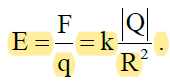 E = F/q = k |Q|/R² .